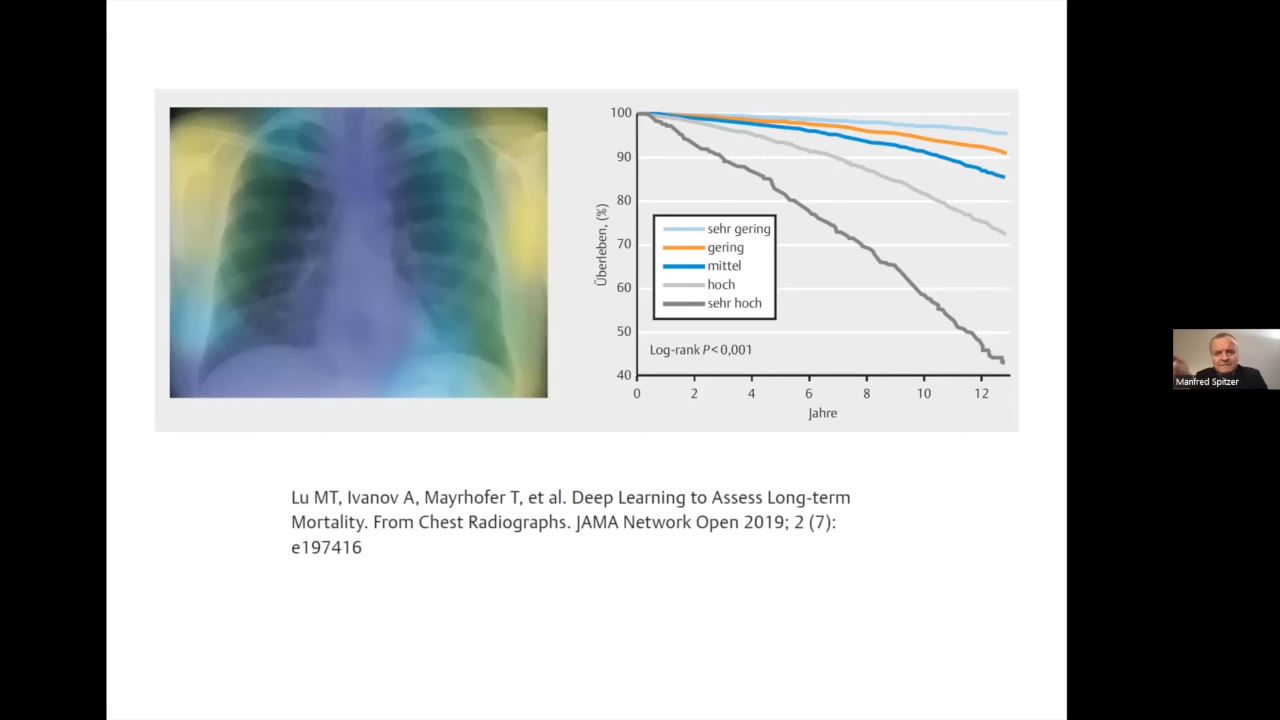 100
90
80
70
60
50
40
Überleben, (%)
sehr gering
gering
mittel
hoch
sehr hoch
Log-rank P<0,001
0 2 4 6 8 10 12
Jahre
Manfred Spitzer
Lu MT, Ivanov A, Mayrhofer T, et al. Deep Learning to Assess Long-term
Mortality. From Chest Radiographs. JAMA Network Open 2019; 2 (7):
e197416